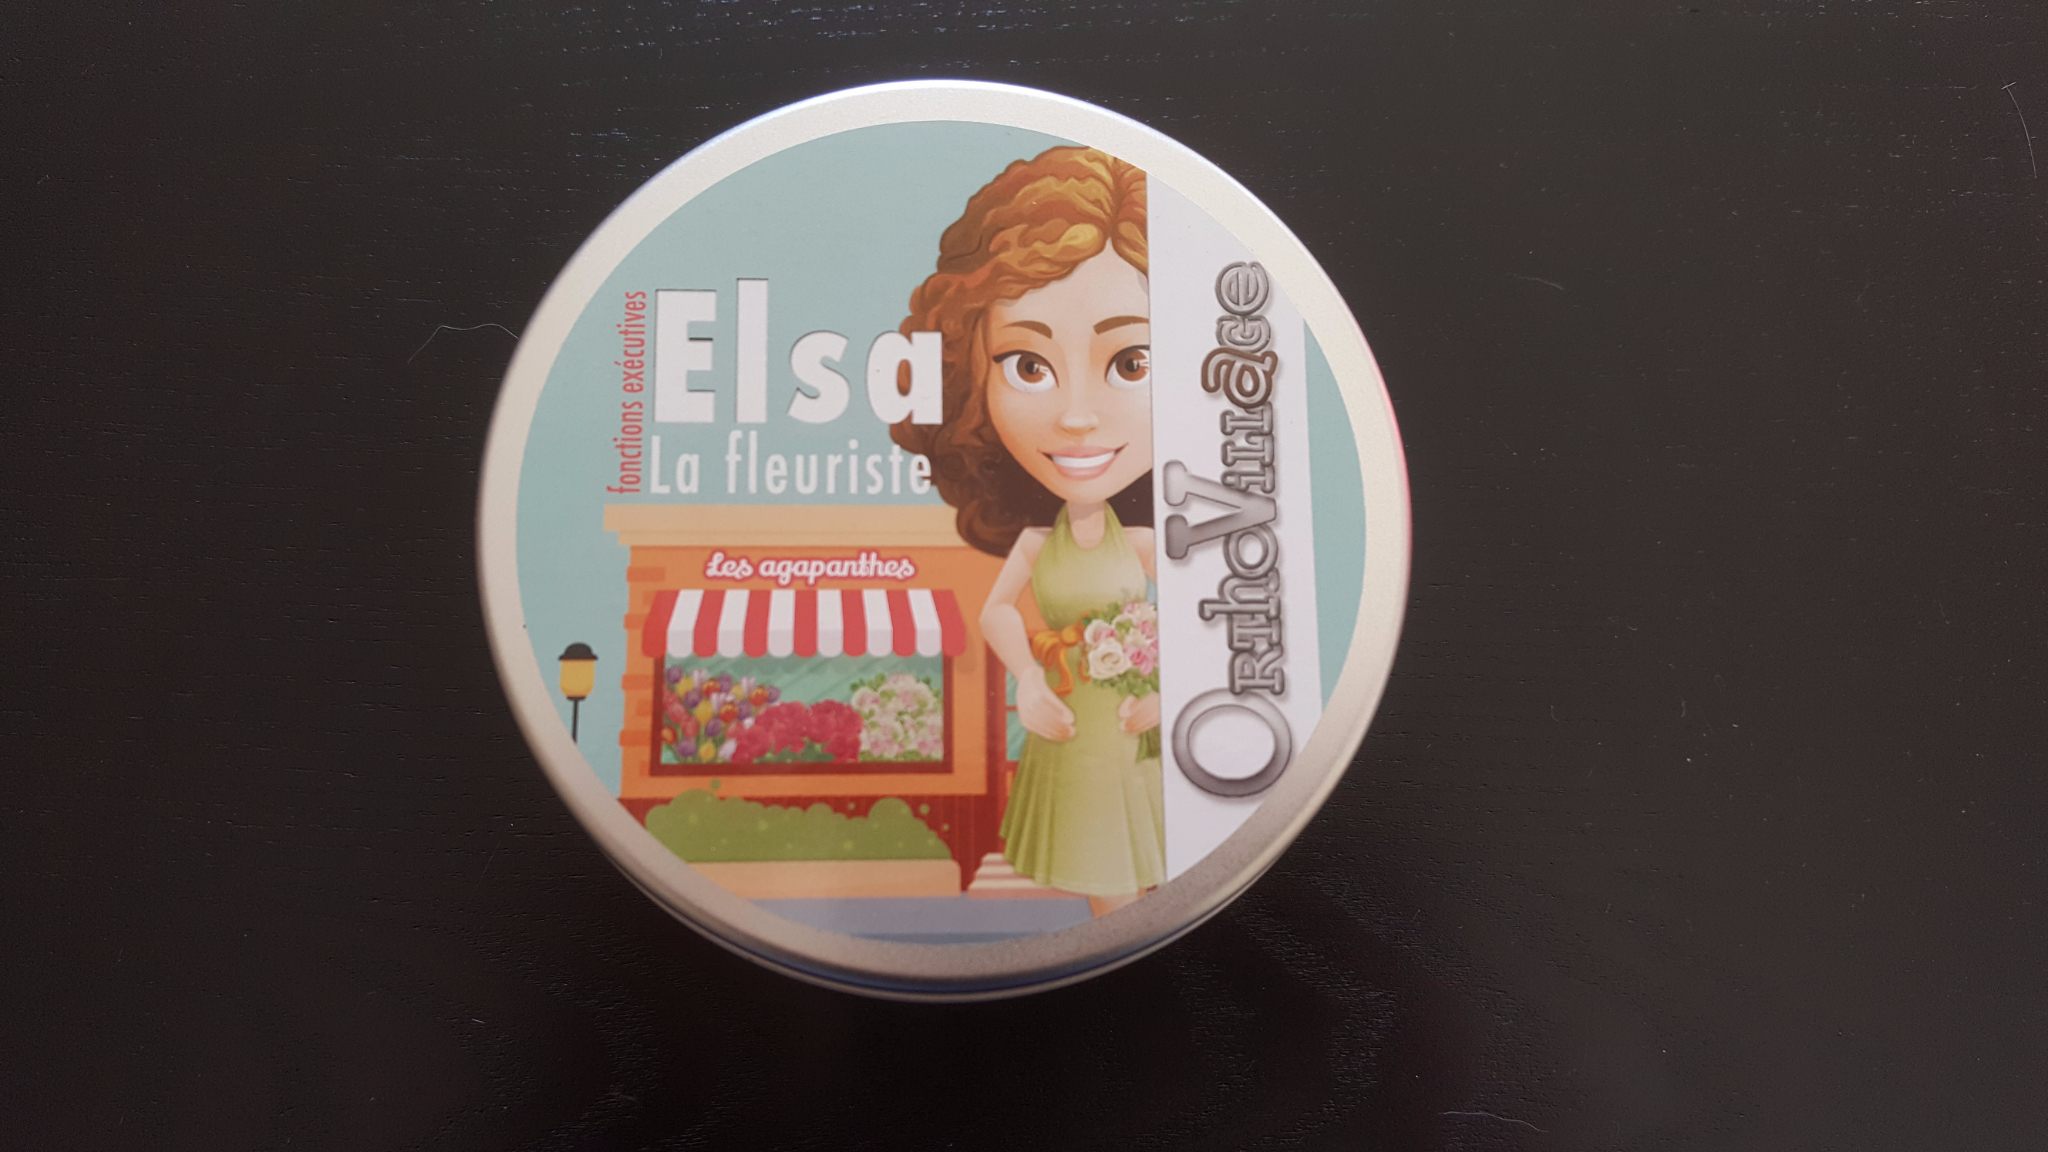 fonctions exécutives
Elsa
La fleuriste
Les agapanthes
OrthoVillage